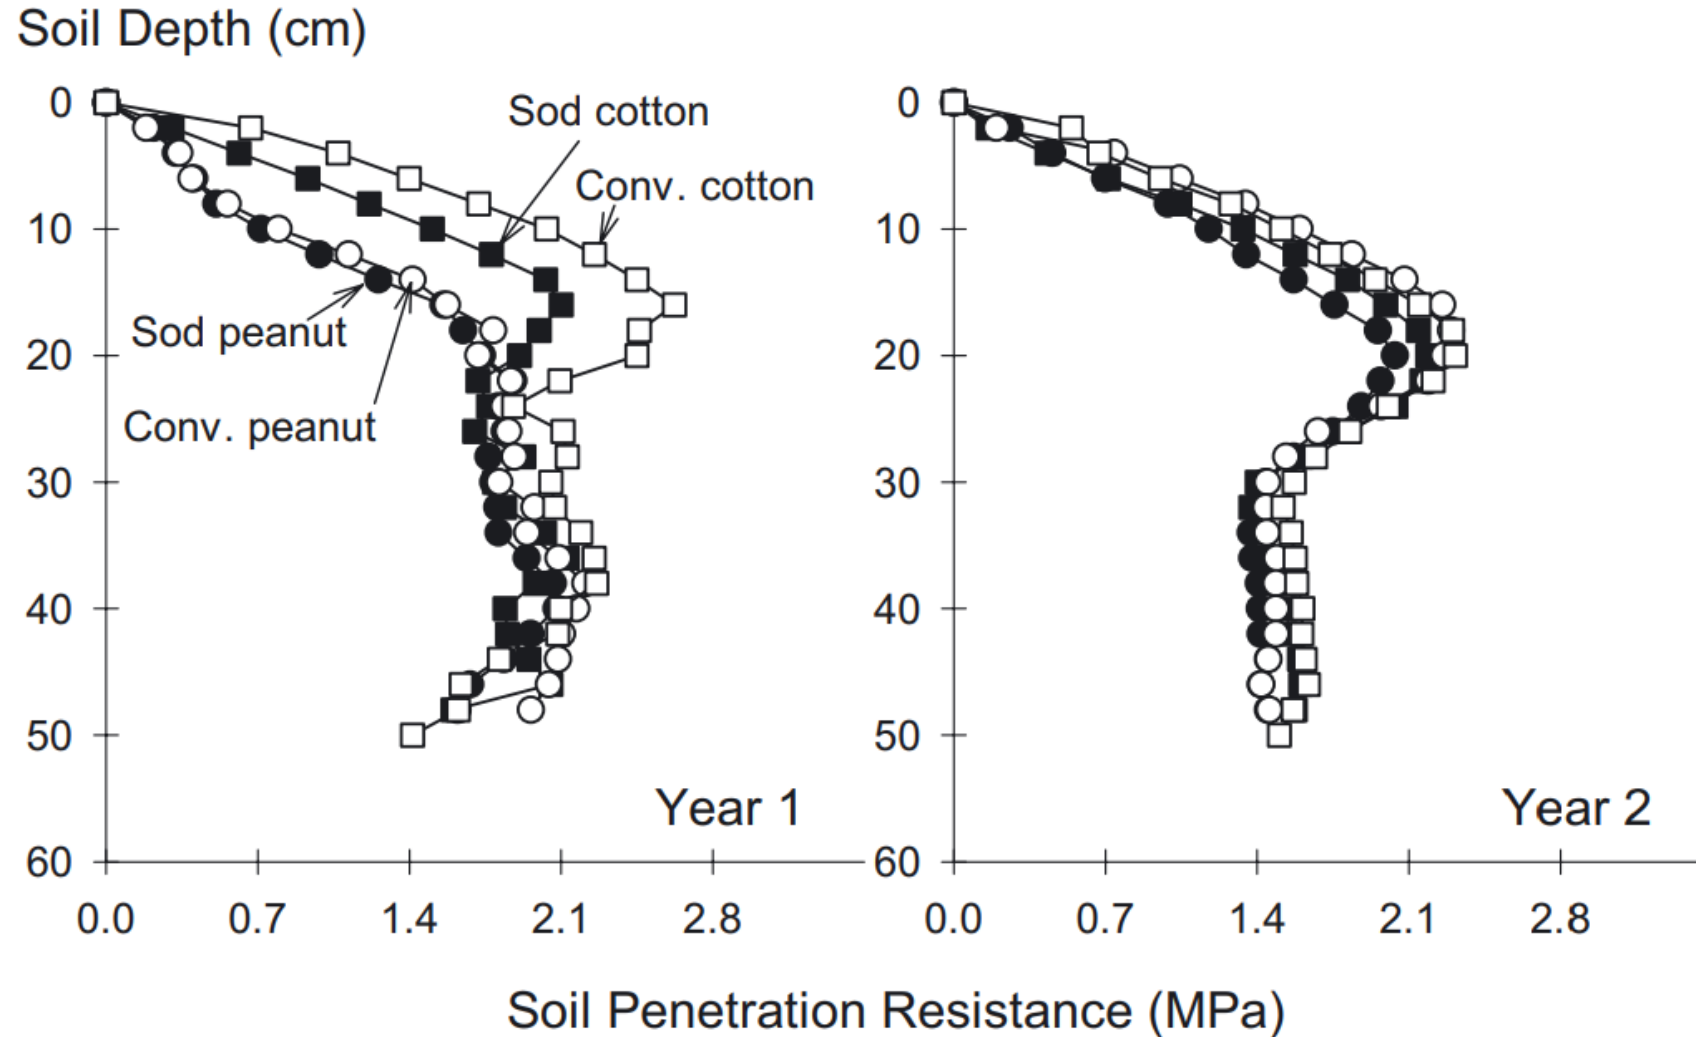 Soil Depth (cm)
0
10
20
30
40
50
60
Sod cotton
Conv. cotton
Sod peanut
Conv. peanut
Year 1
0.0 0.7 1.4 2.1 2.8
0
10
20
30
40
50
60
Year 2
0.0 0.7 1.4 2.1 2.8
Soil Penetration Resistance (MPa)